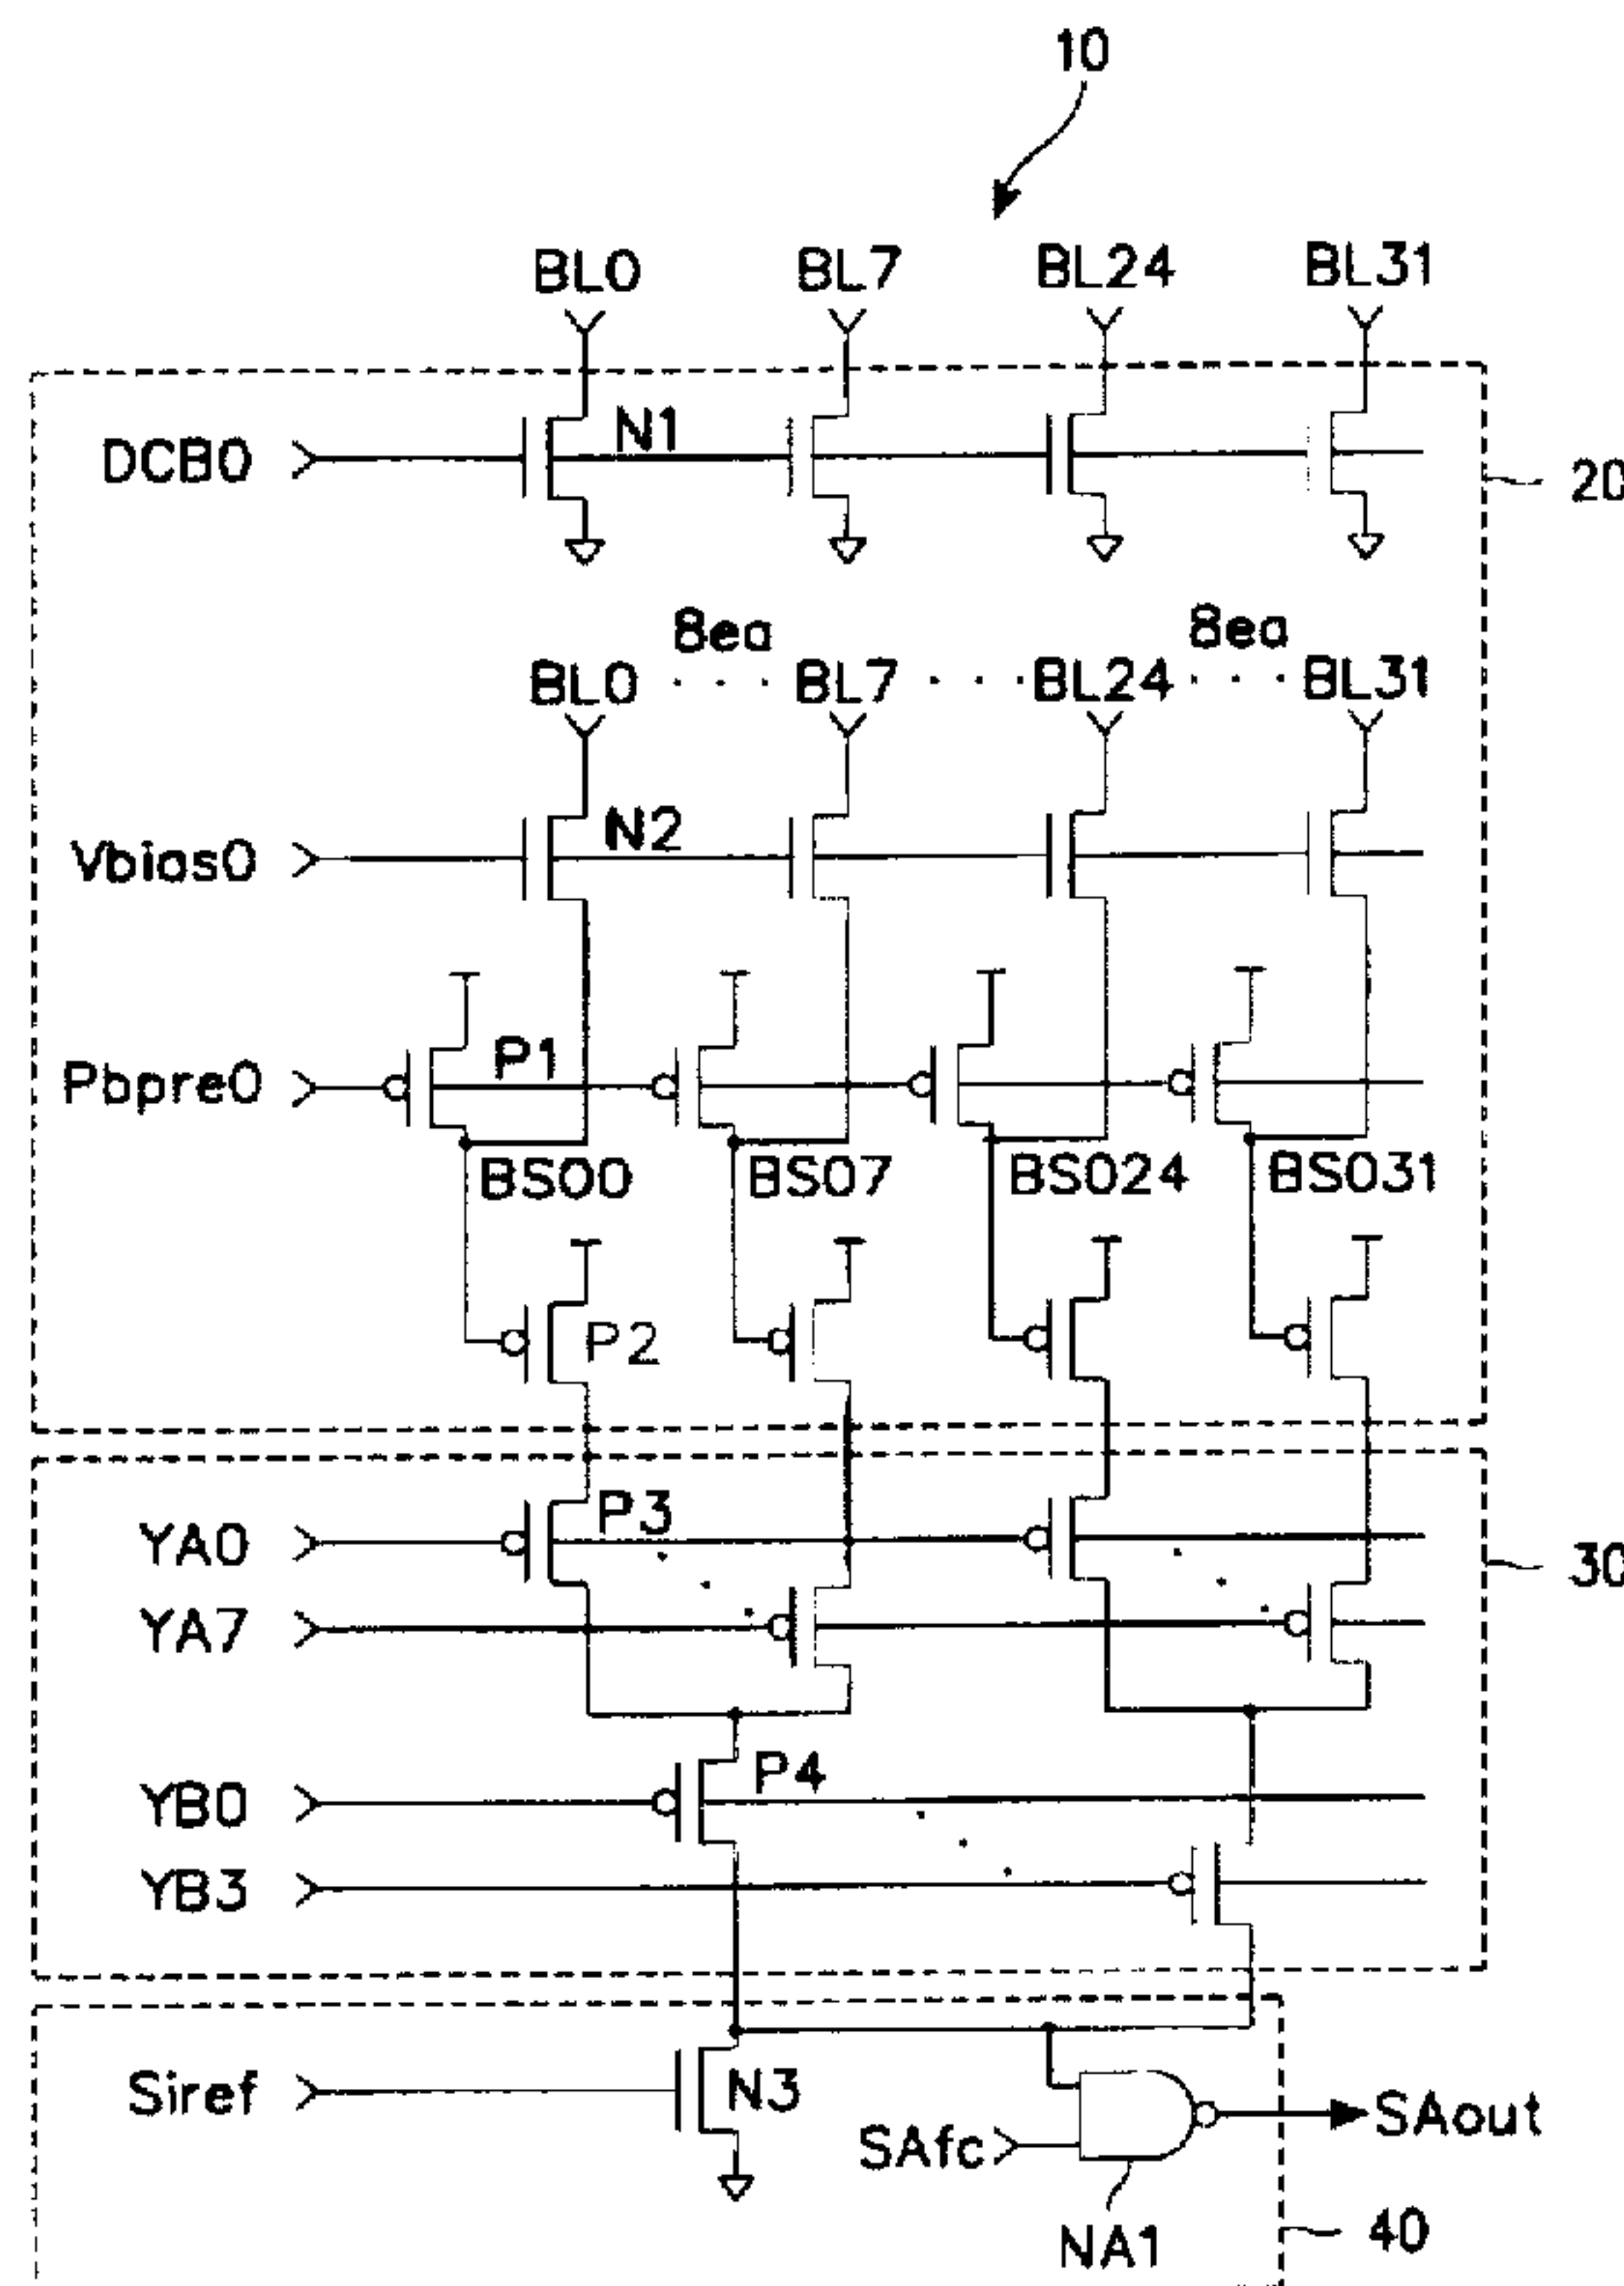 10
BL0 BL7 BL24 BL31
DCB0 N1
20
8ea 8ea
BL0 . . . BL7 . . . BL24 . . . BL31
Vbias0 N2
Pbpre0 P1
BS00 BS07 BS024 BS031
P2
YA0 P3
30
YA7
YB0 P4
YB3
Siref N3
SAfc SAout
NA1 40